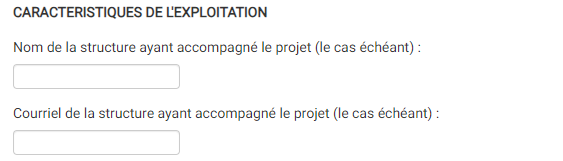 CARACTERISTIQUES DE L'EXPLOITATION
Nom de la structure ayant accompagné le projet (le cas échéant) :
Courriel de la structure ayant accompagné le projet (le cas échéant) :